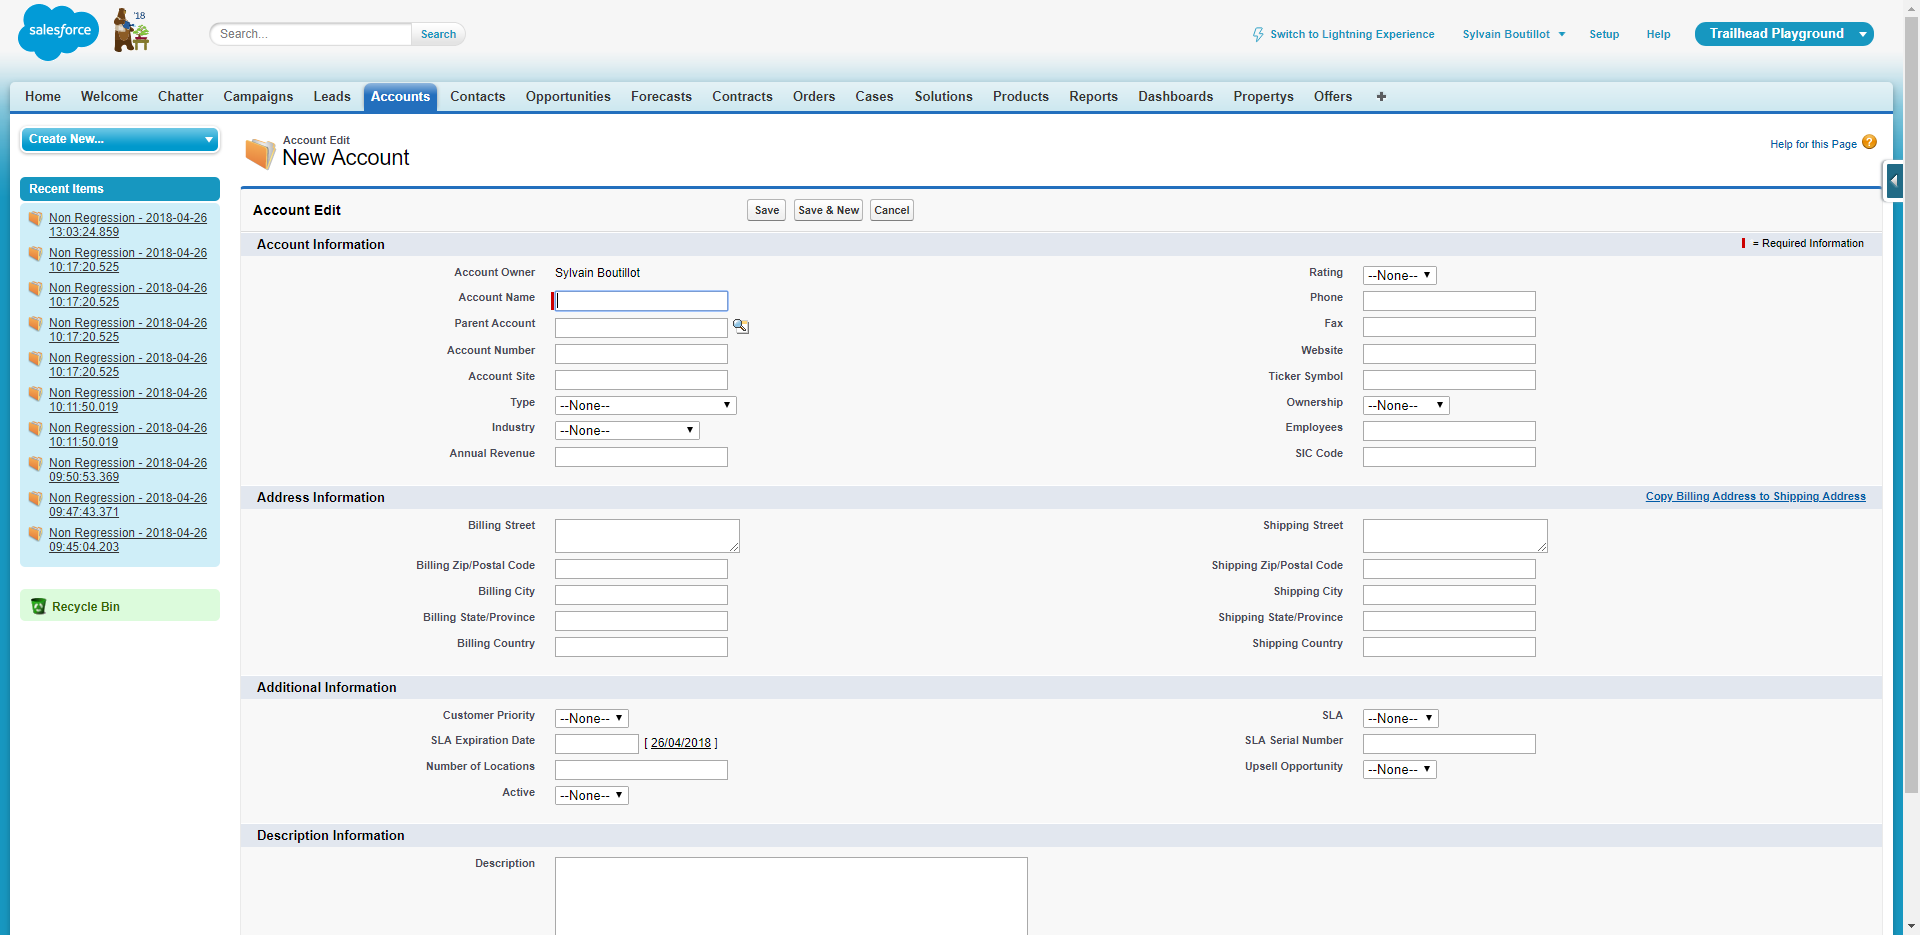 salesforce
'18
Search...
Search
Switch to Lightning Experience
Sylvain Boutillot
Setup
Help
Trailhead Playground
Home Welcome Chatter Campaigns Leads Accounts Contacts Opportunities Forecasts Contracts Orders Cases Solutions Products Reports Dashboards Propertys Offers +
Create New...
Recent Items
Non Regression - 2018-04-26
13:03:24.859
Non Regression - 2018-04-26
10:17:20.525
Non Regression - 2018-04-26
10:17:20.525
Non Regression - 2018-04-26
10:17:20.525
Non Regression - 2018-04-26
10:17:20.525
Non Regression - 2018-04-26
10:11:50.019
Non Regression - 2018-04-26
10:11:50.019
Non Regression - 2018-04-26
09:50:53.369
Non Regression - 2018-04-26
09:47:43.371
Non Regression - 2018-04-26
09:45:04.203
Recycle Bin
Account Edit
New Account
Help for this Page ?
Account Edit
Save
Save & New
Cancel
Account Information
= Required Information
Account Owner Sylvain Boutillot
Rating --None--
Account Name
Phone
Parent Account
Fax
Account Number
Website
Account Site
Ticker Symbol
Type --None--
Ownership --None--
Industry --None--
Employees
Annual Revenue
SIC Code
Address Information
Copy Billing Address to Shipping Address
Billing Street
Shipping Street
Billing Zip/Postal Code
Shipping Zip/Postal Code
Billing City
Shipping City
Billing State/Province
Shipping State/Province
Billing Country
Shipping Country
Additional Information
Customer Priority --None--
SLA --None--
SLA Expiration Date [ 26/04/2018 ]
SLA Serial Number
Number of Locations
Upsell Opportunity --None--
Active --None--
Description Information
Description